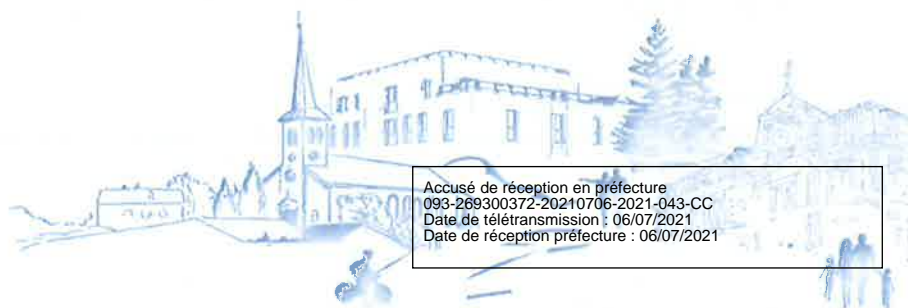 Accusé de réception en préfecture
093-269300372-20210706-2021-043-CC
Date de télétransmission : 06/07/2021
Date de réception préfecture : 06/07/2021